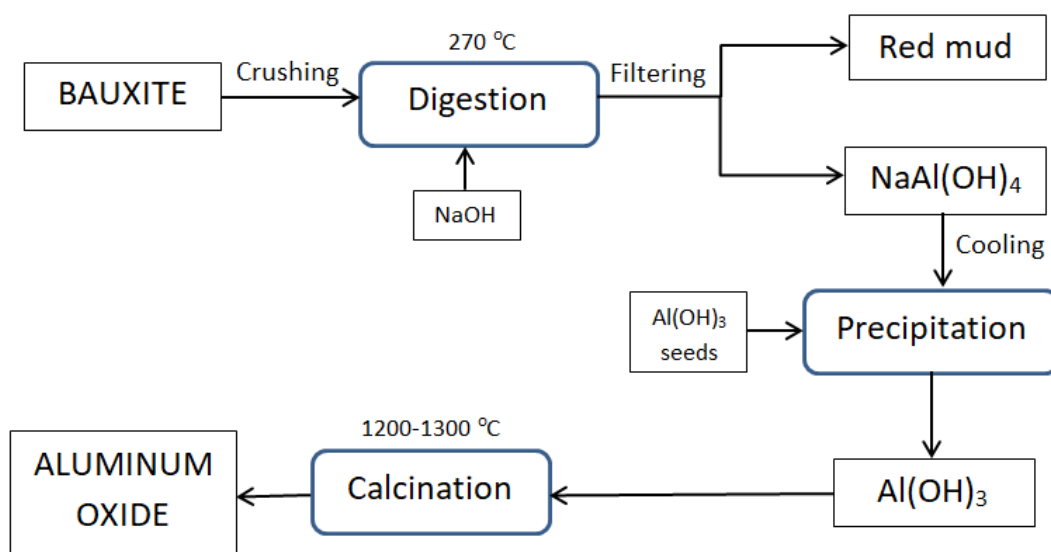 BAUXITE
Crushing
270 °C
Digestion
NaOH
Filtering
Red mud
NaAl(OH)₄
Cooling
Al(OH)₃
seeds
Precipitation
Al(OH)₃
1200-1300 °C
Calcination
ALUMINUM
OXIDE